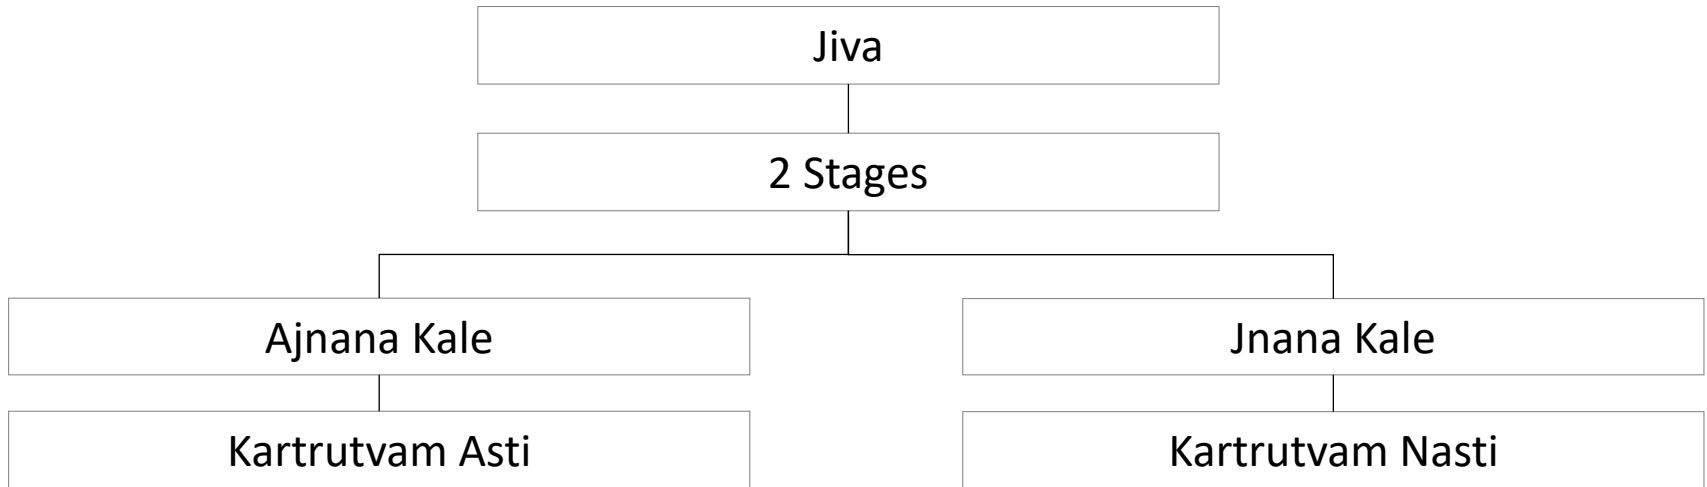 Jiva
2 Stages
Ajnana Kale
Jnana Kale
Kartrutvam Asti
Kartrutvam Nasti